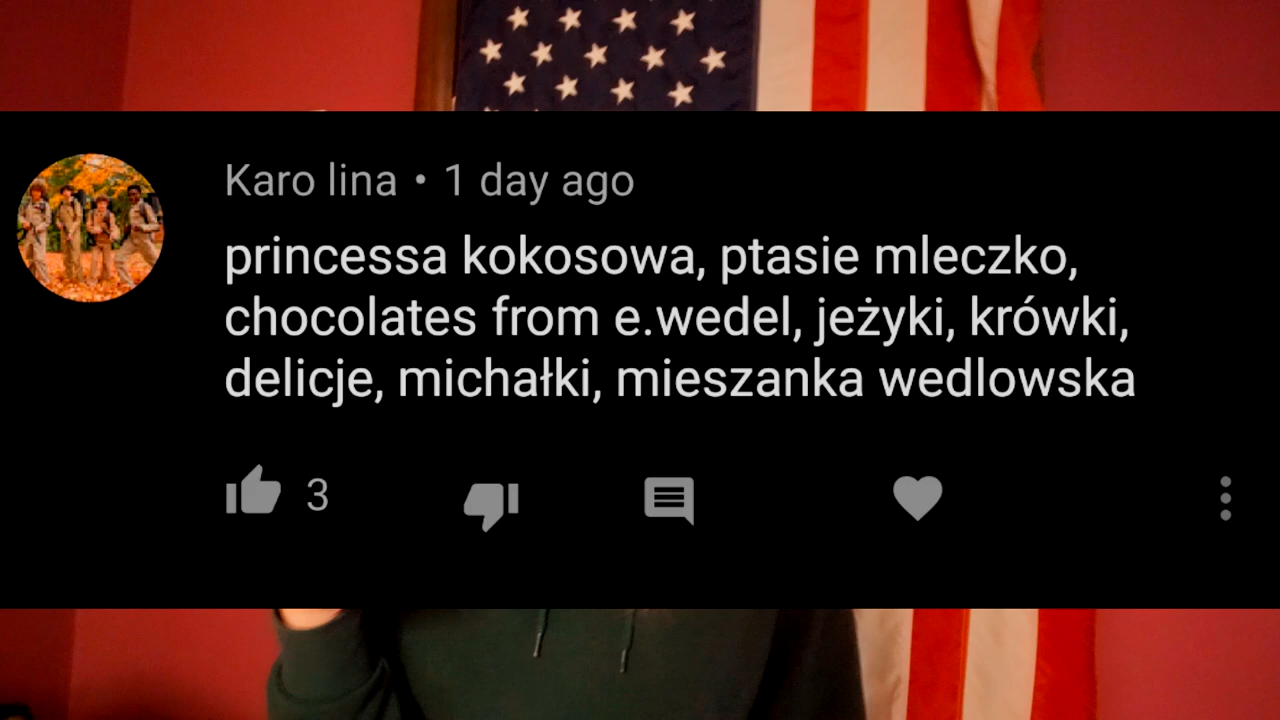 Karo lina • 1 day ago
princessa kokosowa, ptasie mleczko,
chocolates from e.wedel, jeżyki, krówki,
delicje, michałki, mieszanka wedlowska
3